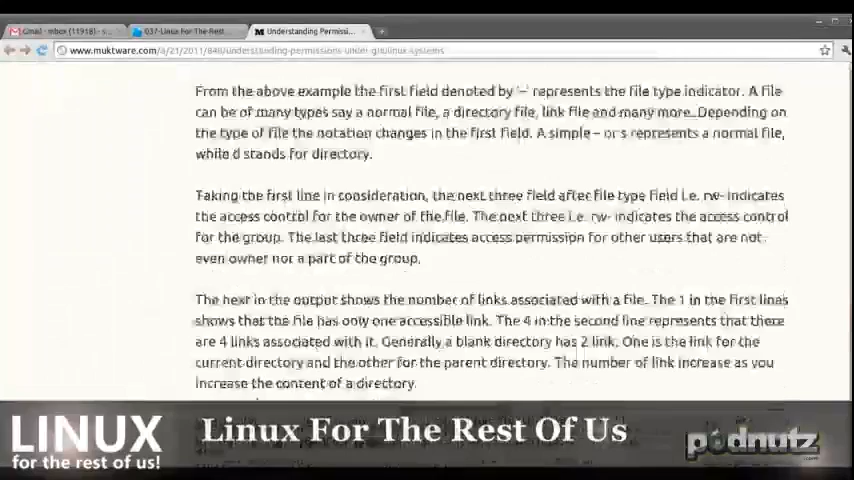 Gmail - Inbox (11918) - s...
037-Linux For The Rest...
Understanding Permissi...
www.muktware.com/a/21/2011/840/understanding-permissions-under-gnulinux-systems
From the above example the first field denoted by '–' represents the file type indicator. A file
can be of many types say a normal file, a directory file, link file and many more. Depending on
the type of file the notation changes in the first field. A simple – or s represents a normal file,
while d stands for directory.
Taking the first line in consideration, the next three field after file type field i.e. rw- indicates
the access control for the owner of the file. The next three i.e. rw- indicates the access control
for the group. The last three field indicates access permission for other users that are not
even owner nor a part of the group.
The next in the output shows the number of links associated with a file. The 1 in the first lines
shows that the file has only one accessible link. The 4 in the second line represents that there
are 4 links associated with it. Generally a blank directory has 2 link. One is the link for the
current directory and the other for the parent directory. The number of link increase as you
increase the content of a directory.
LINUX
for the rest of us!
Linux For The Rest Of Us
podnutz
.com